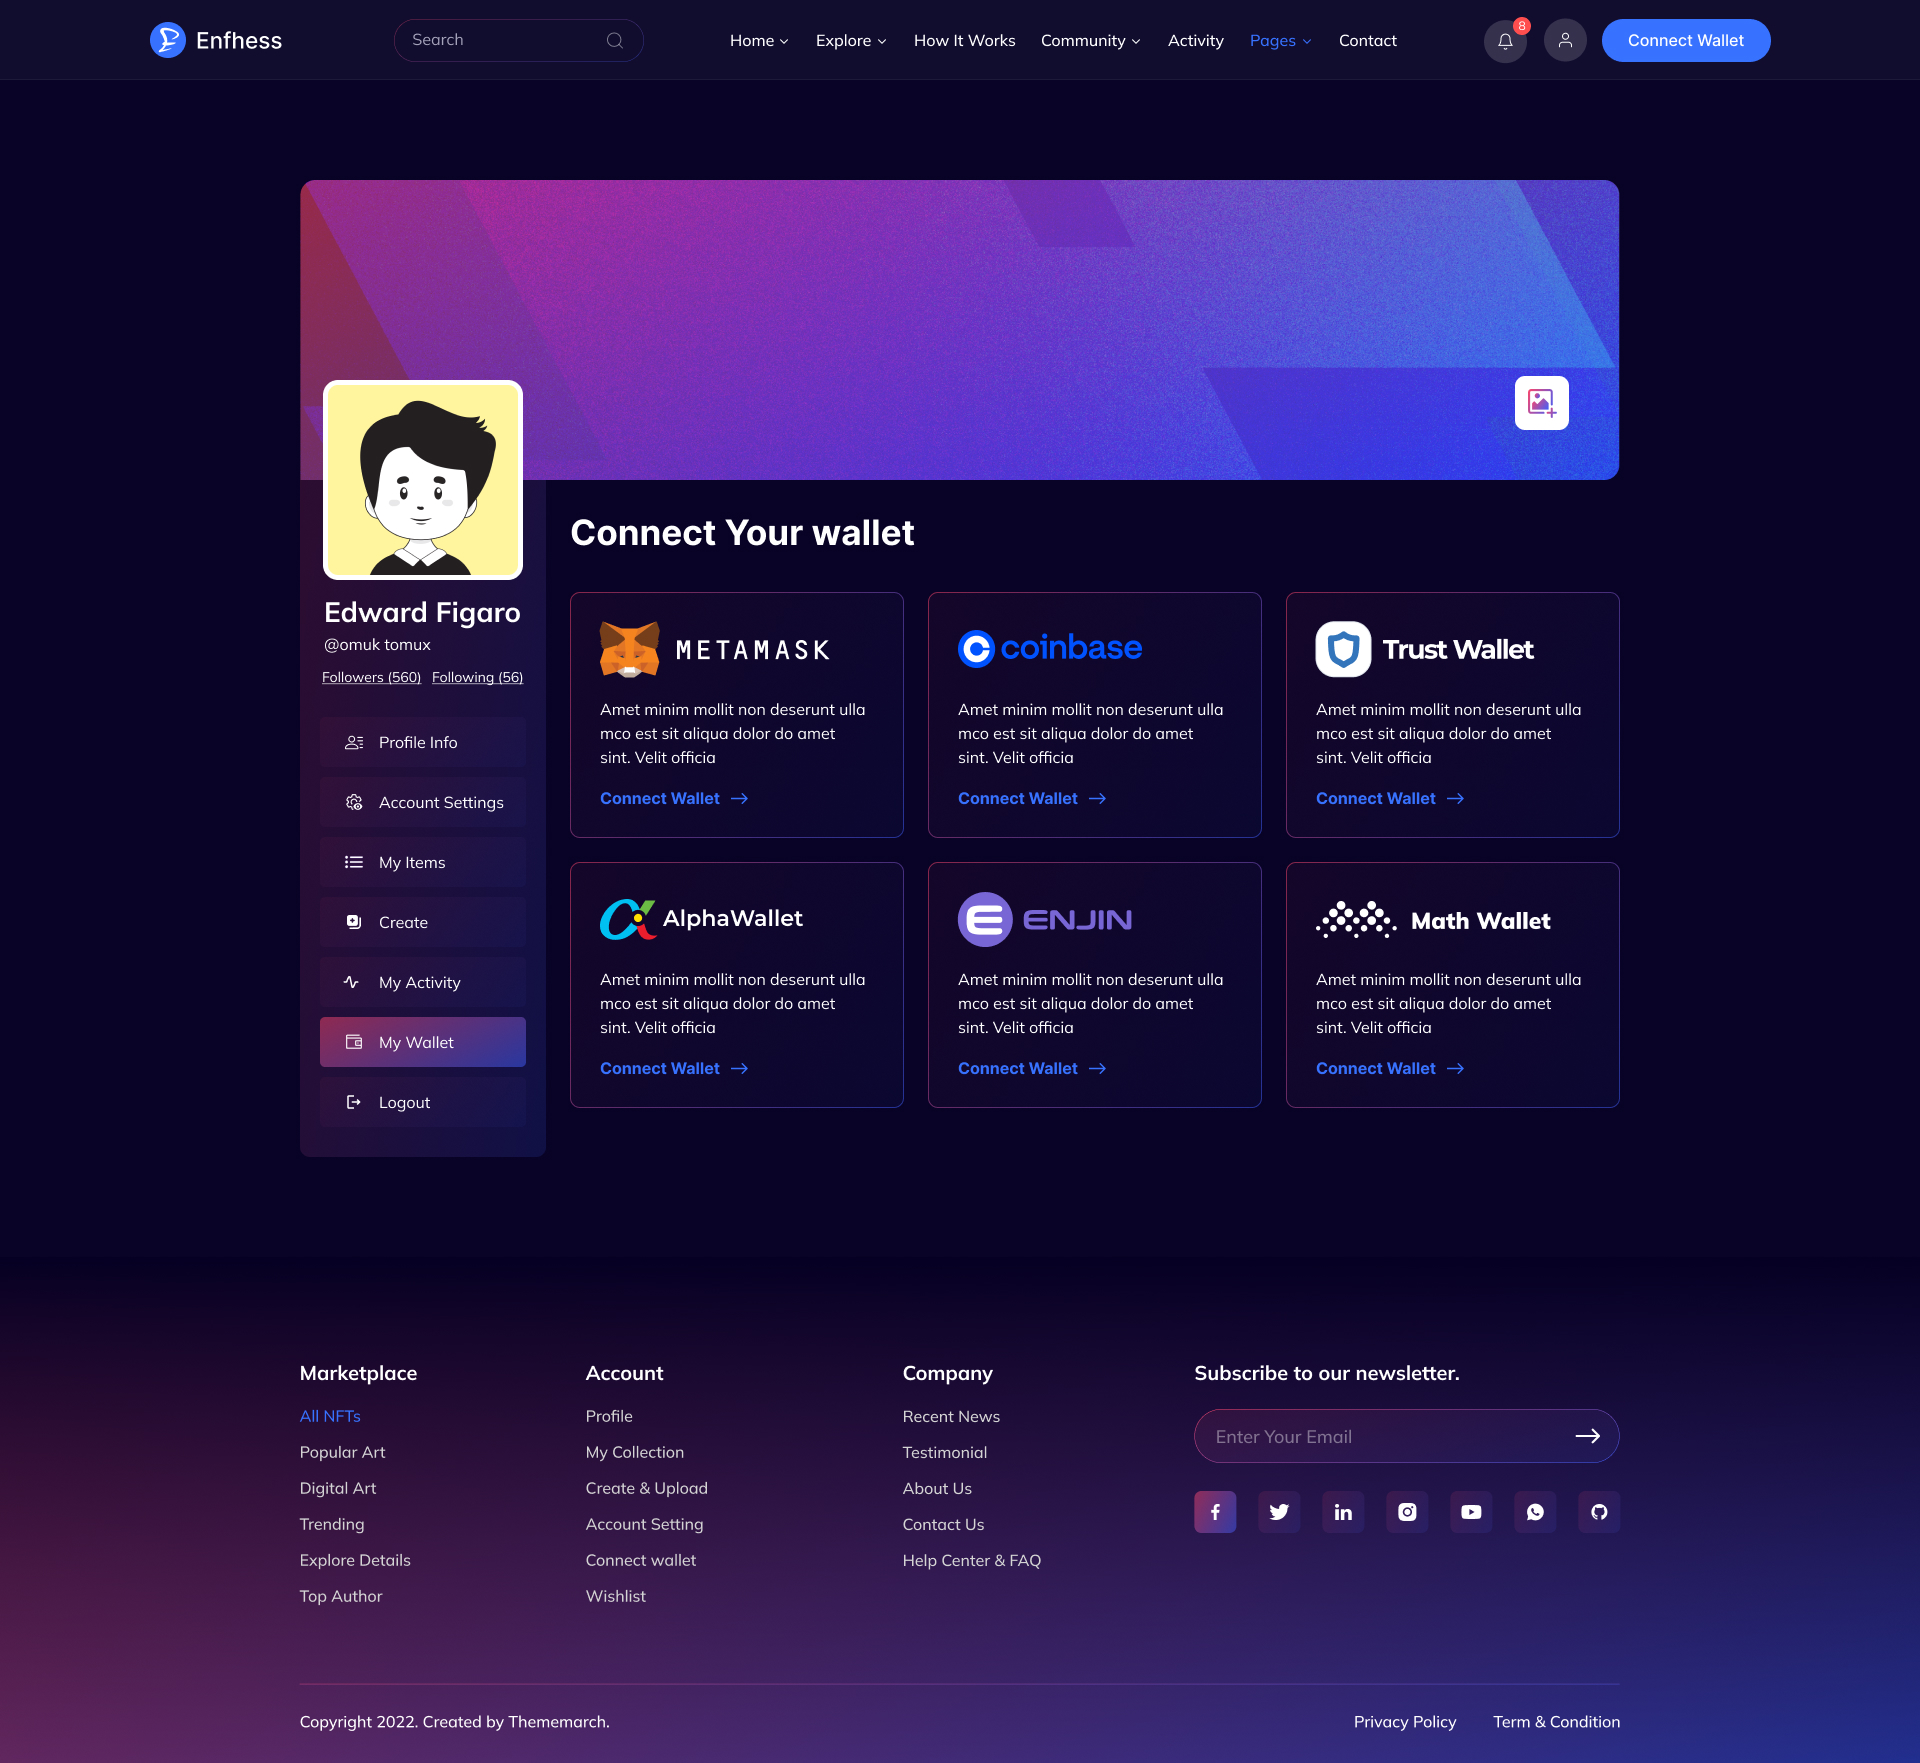 Enfhess
Search
Home
Explore
How It Works
Community
Activity
Pages
Contact
8
Connect Wallet
Edward Figaro
@omuk tomux
Followers (560) Following (56)
Profile Info
Account Settings
My Items
Create
My Activity
My Wallet
Logout
Connect Your wallet
METAMASK
Amet minim mollit non deserunt ulla
mco est sit aliqua dolor do amet
sint. Velit officia
Connect Wallet
coinbase
Amet minim mollit non deserunt ulla
mco est sit aliqua dolor do amet
sint. Velit officia
Connect Wallet
Trust Wallet
Amet minim mollit non deserunt ulla
mco est sit aliqua dolor do amet
sint. Velit officia
Connect Wallet
AlphaWallet
Amet minim mollit non deserunt ulla
mco est sit aliqua dolor do amet
sint. Velit officia
Connect Wallet
ENJIN
Amet minim mollit non deserunt ulla
mco est sit aliqua dolor do amet
sint. Velit officia
Connect Wallet
Math Wallet
Amet minim mollit non deserunt ulla
mco est sit aliqua dolor do amet
sint. Velit officia
Connect Wallet
Marketplace
All NFTs
Popular Art
Digital Art
Trending
Explore Details
Top Author
Account
Profile
My Collection
Create & Upload
Account Setting
Connect wallet
Wishlist
Company
Recent News
Testimonial
About Us
Contact Us
Help Center & FAQ
Subscribe to our newsletter.
Enter Your Email
Copyright 2022. Created by Thememarch.
Privacy Policy
Term & Condition